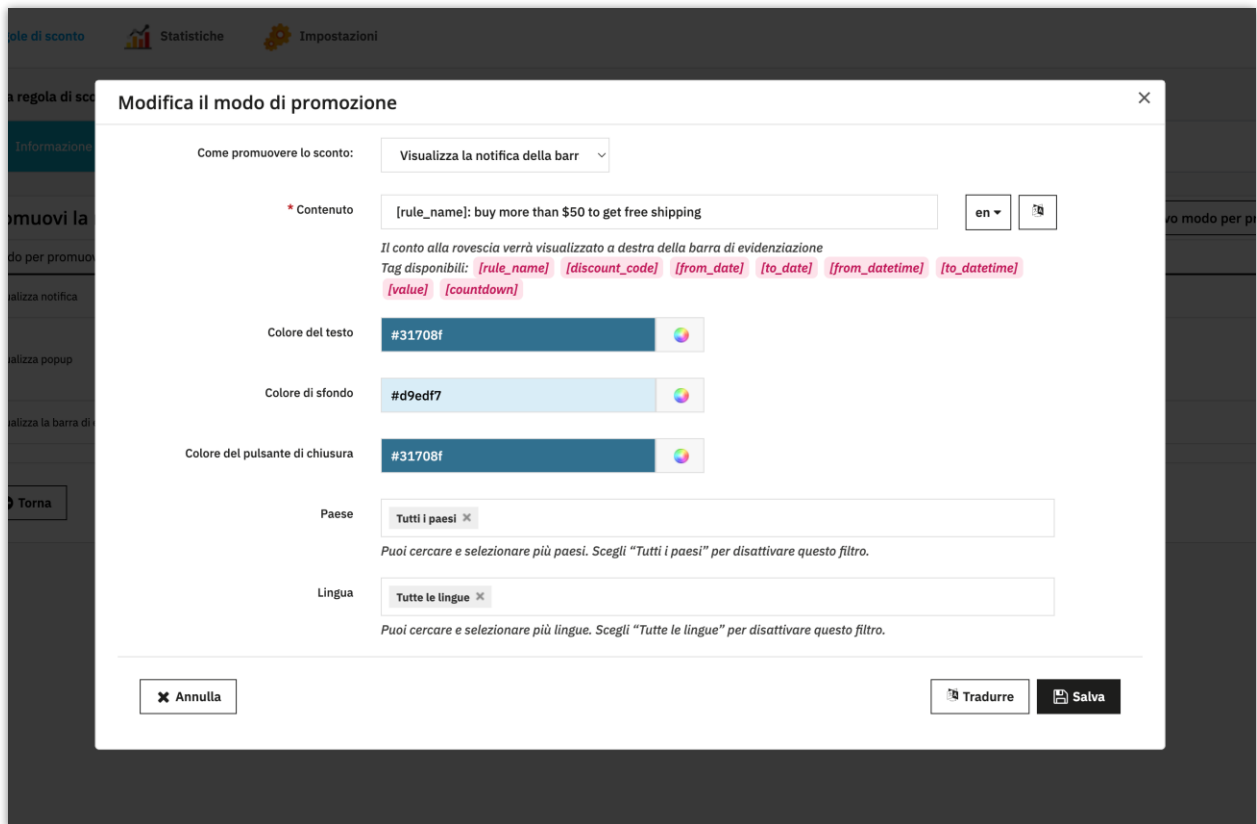 gole di sconto
Statistiche
Impostazioni
a regola di sco
Modifica il modo di promozione
Informazione
Come promuovere lo sconto:
Visualizza la notifica della barr
* Contenuto
[rule_name]: buy more than $50 to get free shipping
en
omuovi la
vo modo per pr
Il conto alla rovescia verrà visualizzato a destra della barra di evidenziazione
do per promuov
Tag disponibili: [rule_name] [discount_code] [from_date] [to_date] [from_datetime] [to_datetime]
[value] [countdown]
ualizza notifica
Colore del testo
#31708f
ualizza popup
Colore di sfondo
#d9edf7
ualizza la barra di e
Colore del pulsante di chiusura
#31708f
Torna
Paese
Tutti i paesi
Puoi cercare e selezionare più paesi. Scegli “Tutti i paesi” per disattivare questo filtro.
Lingua
Tutte le lingue
Puoi cercare e selezionare più lingue. Scegli “Tutte le lingue” per disattivare questo filtro.
Annulla
Tradurre
Salva